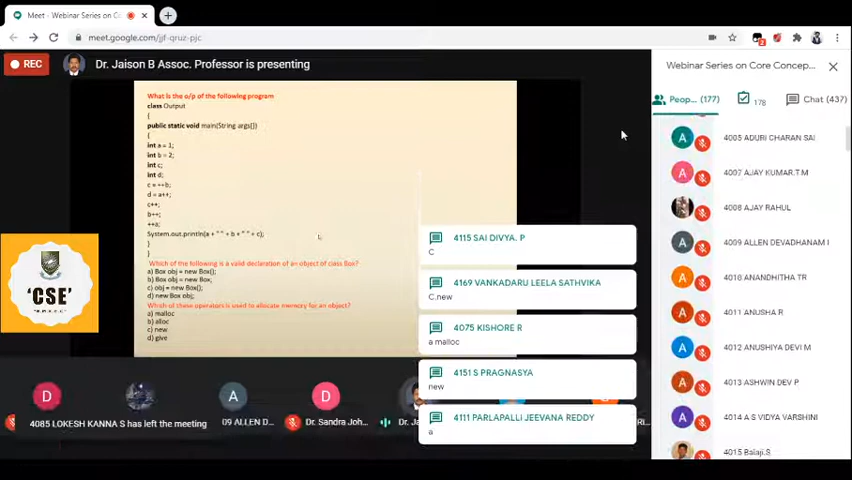 Meet - Webinar Series on Co
meet.google.com/jjf-qruz-pjc
2
REC
Dr. Jaison B Assoc. Professor is presenting
Webinar Series on Core Concep...
Peop... (177)
178
Chat (437)
What is the o/p of the following program
class Output
{
public static void main(String args[])
{
int a = 1;
int b = 2;
int c;
int d;
c = ++b;
d = a++;
c++;
b++;
++a;
System.out.println(a + " " + b + " " + c);
}
}
Which of the following is a valid declaration of a= object of class Box?
a) Box obj = new Box();
b) Box obj = new Box;
c) obj = new Box();
d) new Box obj;
Which of these operators is used to allocate memory for an object?
a) malloc
b) alloc
c) new
d) give
'CSE'
4115 SAI DIVYA. P
C
4169 VANKADARU LEELA SATHVIKA
C.new
4075 KISHORE R
a malloc
4151 S PRAGNASYA
new
4111 PARLAPALLI JEEVANA REDDY
a
A 4005 ADURI CHARAN SAI
A 4007 AJAY KUMAR.T.M
4008 AJAY RAHUL
A 4009 ALLEN DEVADHANAM I
A 4010 ANANDHITHA TR
A 4011 ANUSHA R
A 4012 ANUSHIYA DEVI M
A 4013 ASHWIN DEV P
A 4014 A S VIDYA VARSHINI
4015 Balaji.S
D
A
D
4085 LOKESH KANNA S has left the meeting
09 ALLEN D...
Dr. Sandra Joh...
Dr. Ja